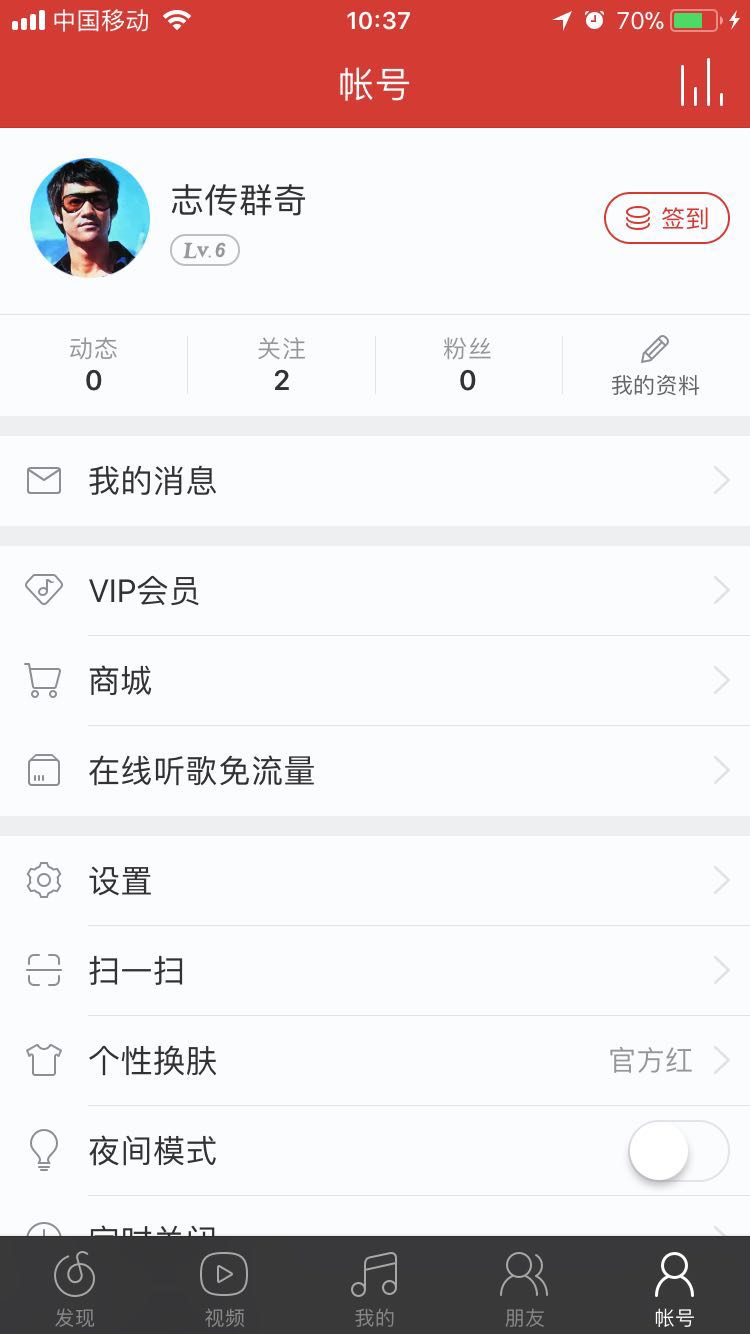 中国移动
10:37
70%
帐号
志传群奇
Lv.6
签到
动态
0
关注
2
粉丝
0
我的资料
我的消息
VIP会员
商城
在线听歌免流量
设置
扫一扫
个性换肤
官方红
夜间模式
发现
视频
我的
朋友
帐号